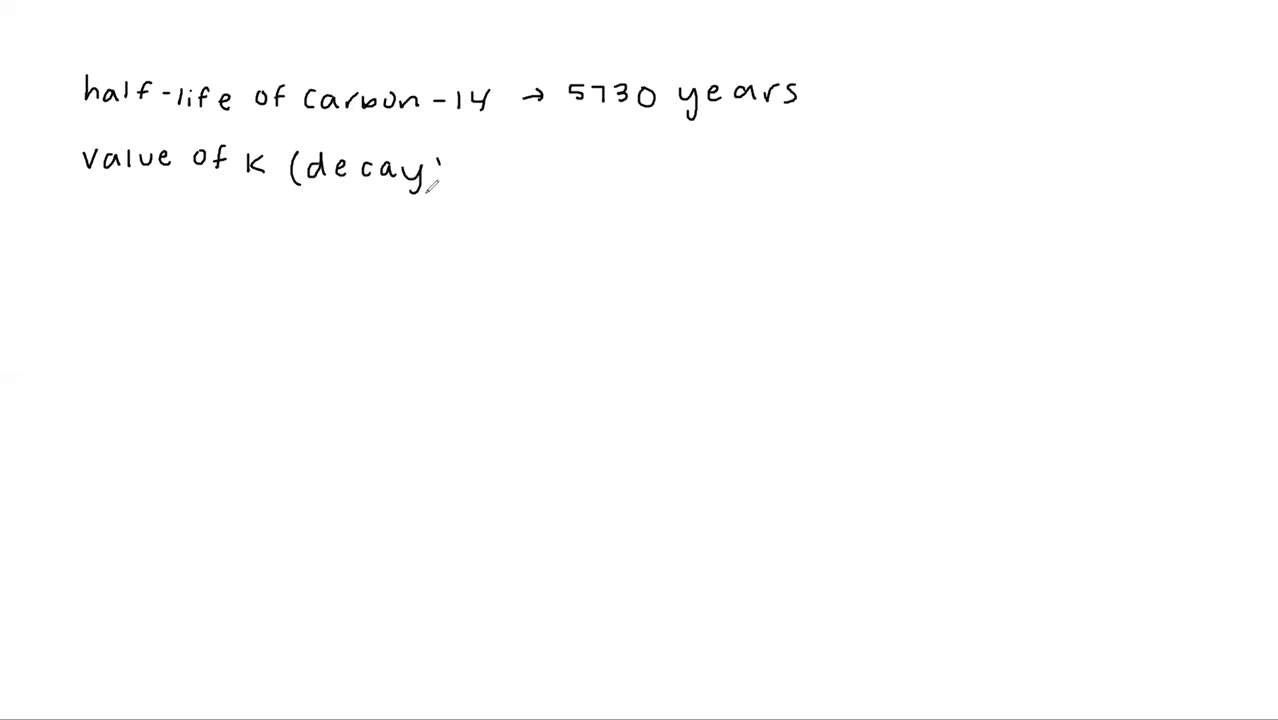 half-life of carbon-14 → 5730 years
value of k (decay)